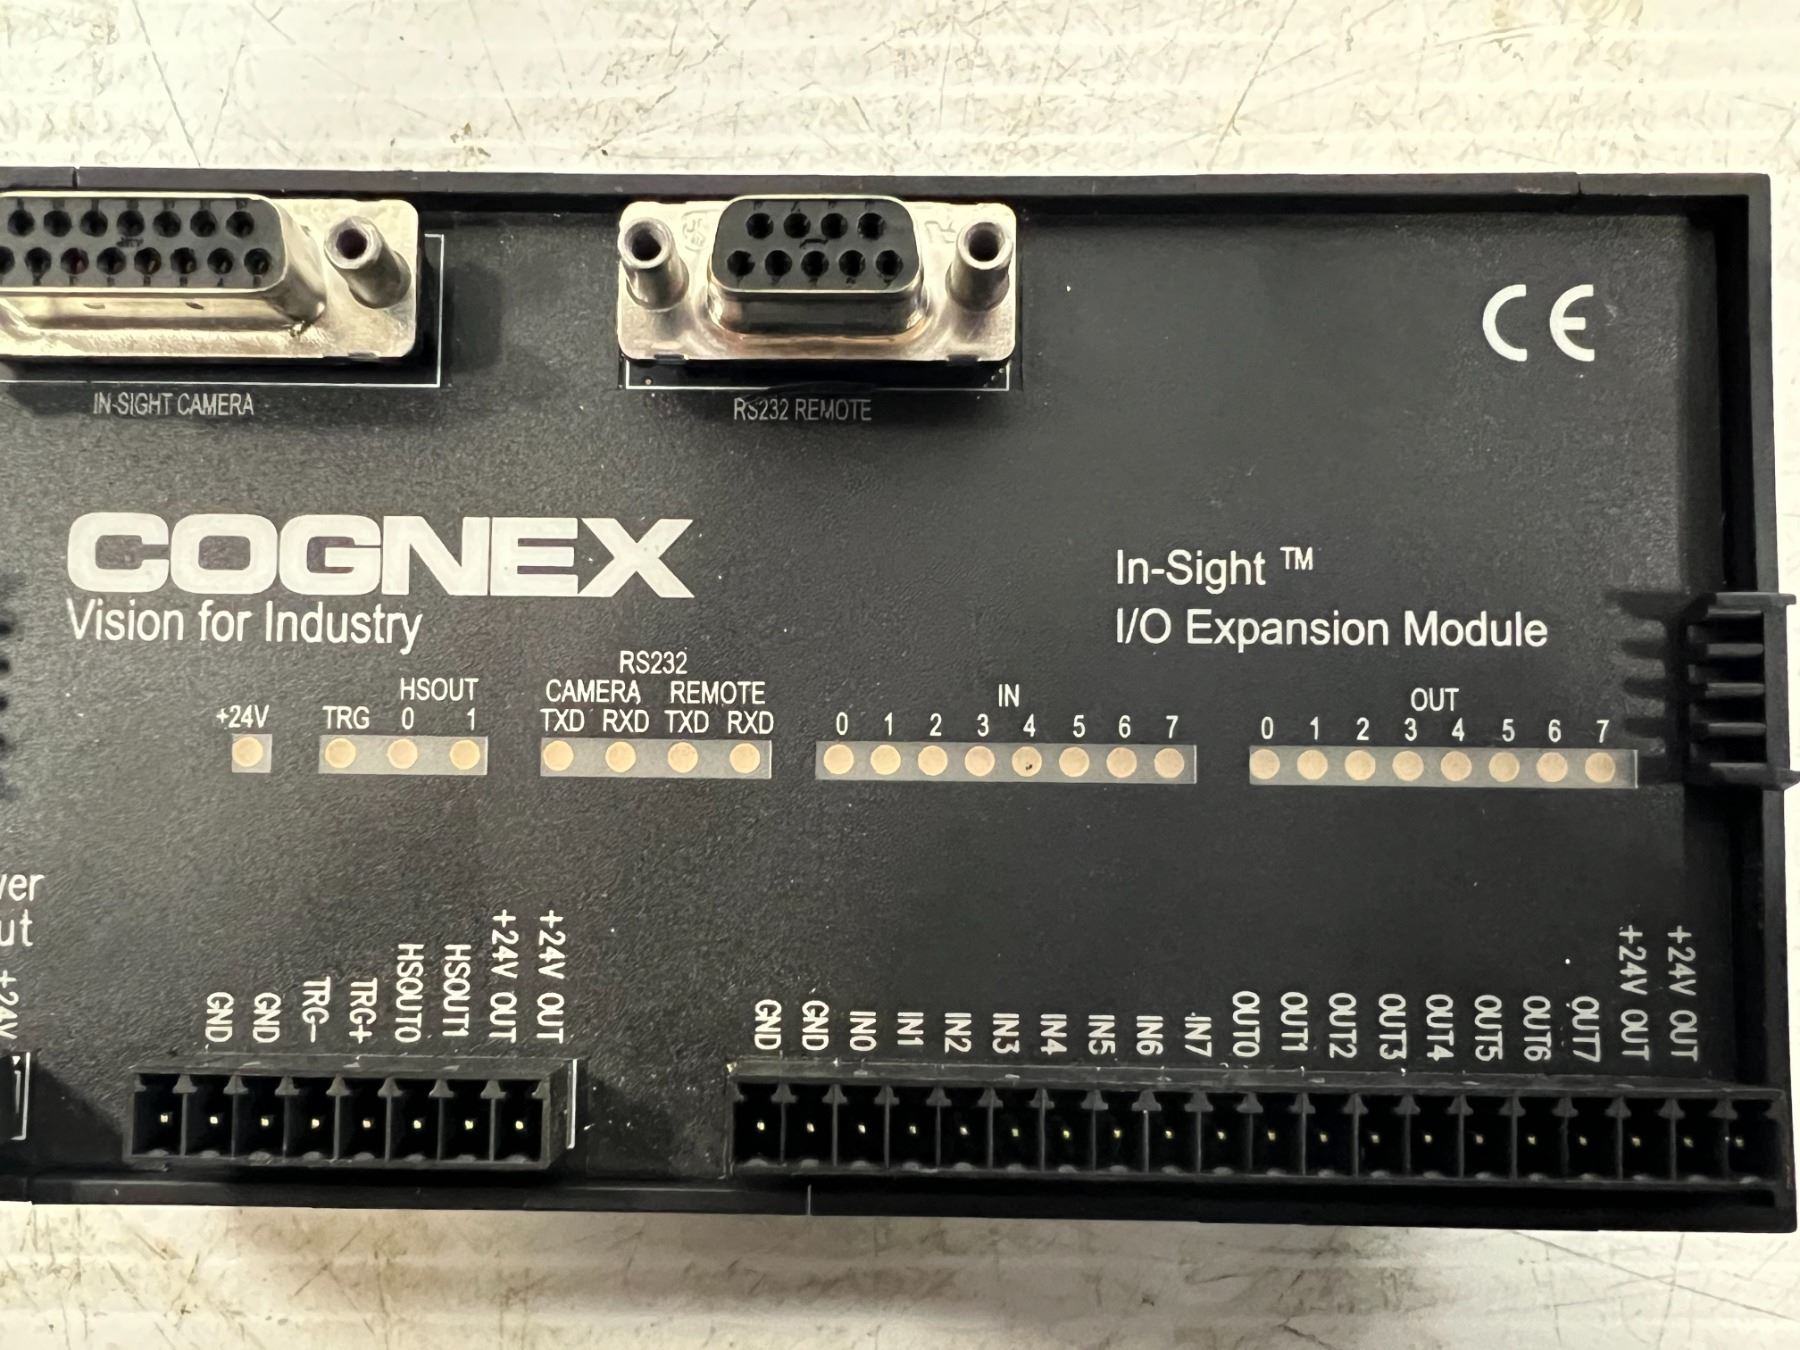 IN-SIGHT CAMERA
RS232 REMOTE
CE
COGNEX
Vision for Industry
In-Sight ™
I/O Expansion Module
+24V
TRG
HSOUT
0 1
RS232
CAMERA REMOTE
TXD RXD TXD RXD
IN
0 1 2 3 4 5 6 7
OUT
0 1 2 3 4 5 6 7
+24V
GND
GND
TRG-
TRG+
HSOUT0
HSOUT1
+24V OUT
+24V OUT
GND
GND
IN0
IN1
IN2
IN3
IN4
IN5
IN6
IN7
OUT0
OUT1
OUT2
OUT3
OUT4
OUT5
OUT6
OUT7
+24V OUT
+24V OUT